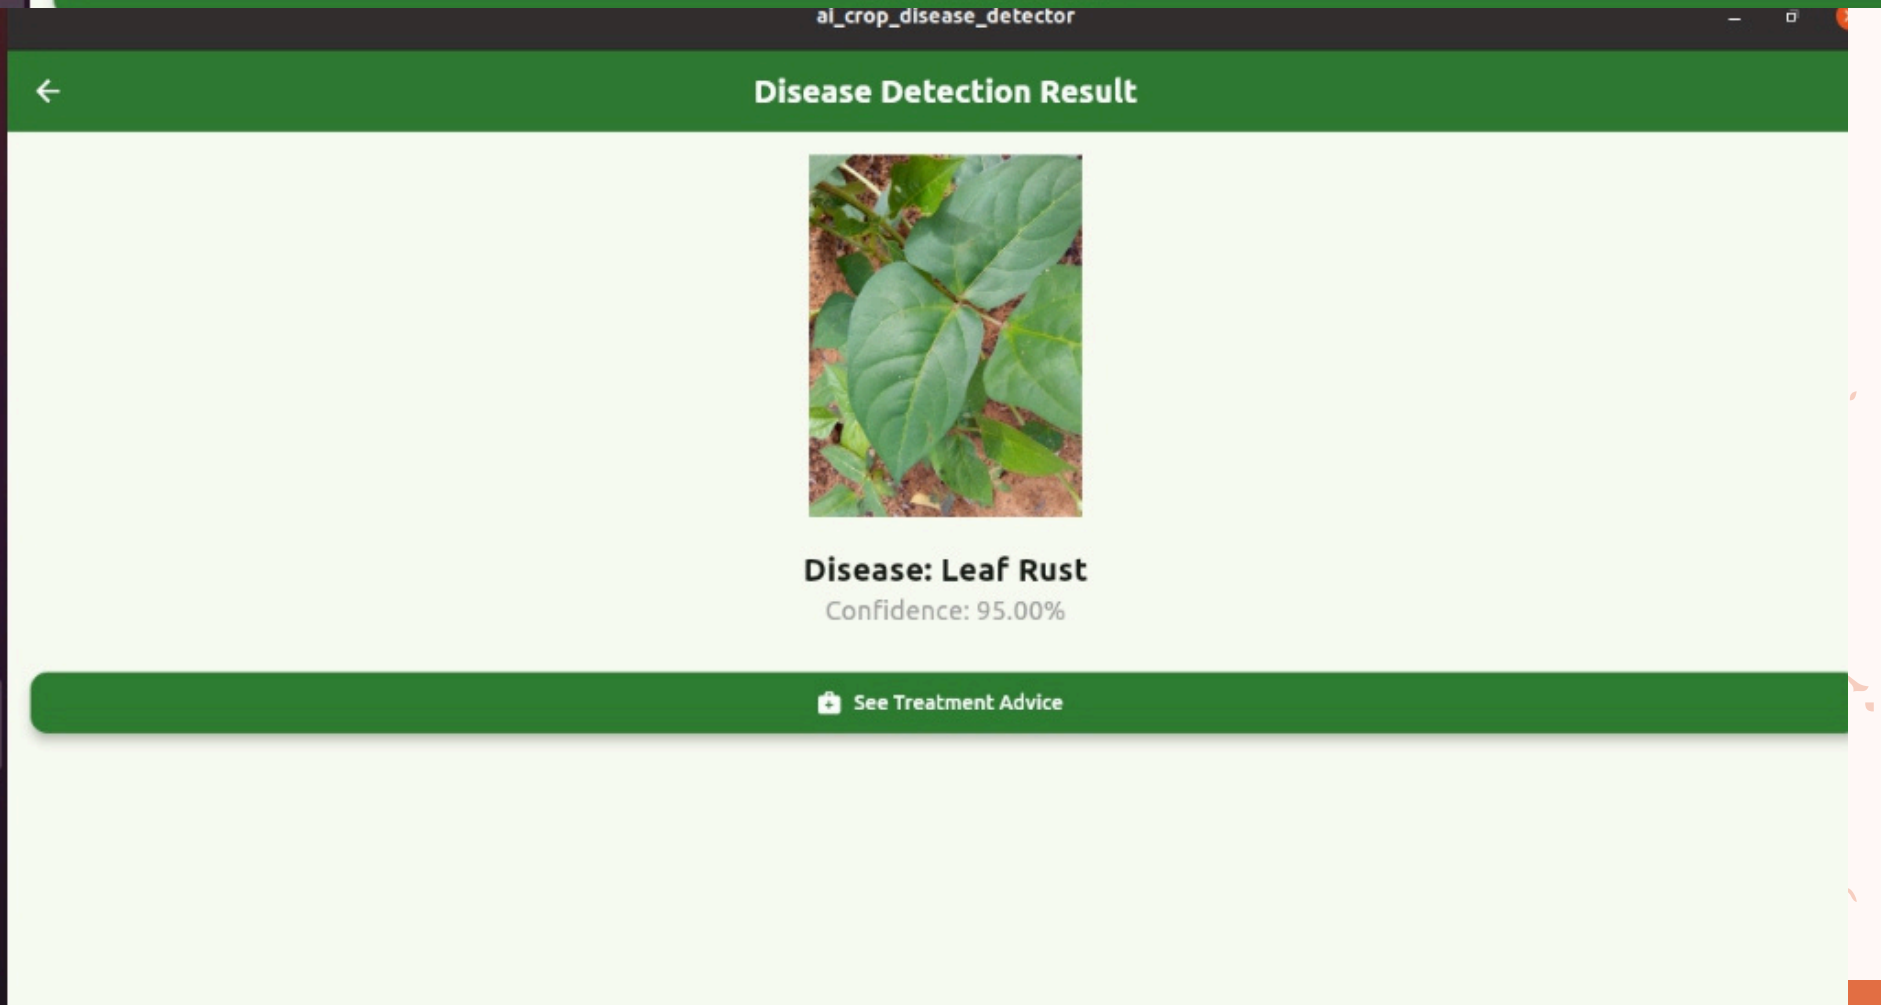 ai_crop_disease_detector
Disease Detection Result
Disease: Leaf Rust
Confidence: 95.00%
See Treatment Advice